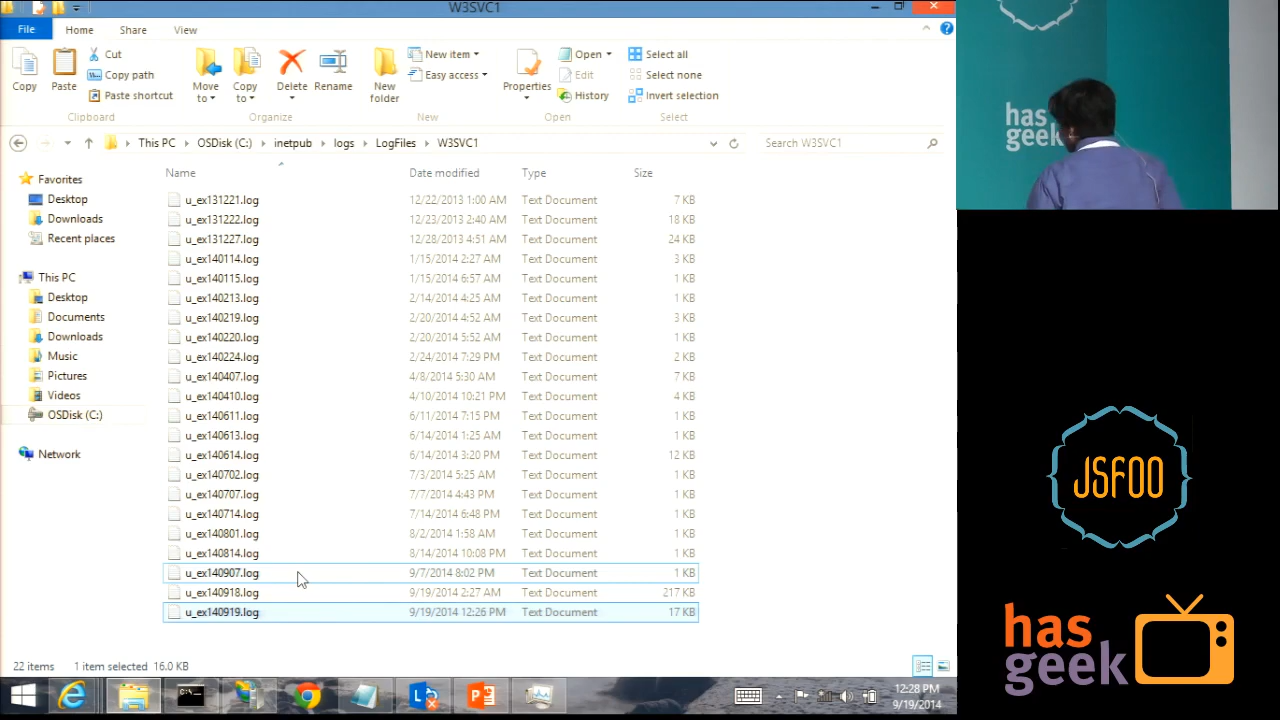 W3SVC1
File Home Share View
Copy
Paste
Cut
Copy path
Paste shortcut
Clipboard
Move to
Copy to
Delete
Rename
Organize
New folder
New item
Easy access
New
Properties
Open
Edit
History
Open
Select all
Select none
Invert selection
Select
This PC OSDisk (C:) inetpub logs LogFiles W3SVC1
Search W3SVC1
Favorites
Desktop
Downloads
Recent places
This PC
Desktop
Documents
Downloads
Music
Pictures
Videos
OSDisk (C:)
Network
Name Date modified Type Size
u_ex131221.log 12/22/2013 1:00 AM Text Document 7 KB
u_ex131222.log 12/23/2013 2:40 AM Text Document 18 KB
u_ex131227.log 12/28/2013 4:51 AM Text Document 24 KB
u_ex140114.log 1/15/2014 2:27 AM Text Document 3 KB
u_ex140115.log 1/15/2014 6:57 AM Text Document 1 KB
u_ex140213.log 2/14/2014 4:25 AM Text Document 1 KB
u_ex140219.log 2/20/2014 4:52 AM Text Document 3 KB
u_ex140220.log 2/20/2014 5:52 AM Text Document 1 KB
u_ex140224.log 2/24/2014 7:29 PM Text Document 2 KB
u_ex140407.log 4/8/2014 5:30 AM Text Document 7 KB
u_ex140410.log 4/10/2014 10:21 PM Text Document 4 KB
u_ex140611.log 6/11/2014 7:15 PM Text Document 1 KB
u_ex140613.log 6/14/2014 1:25 AM Text Document 1 KB
u_ex140614.log 6/14/2014 3:20 PM Text Document 12 KB
u_ex140702.log 7/3/2014 5:25 AM Text Document 1 KB
u_ex140707.log 7/7/2014 4:43 PM Text Document 1 KB
u_ex140714.log 7/14/2014 6:48 PM Text Document 1 KB
u_ex140801.log 8/2/2014 1:58 AM Text Document 1 KB
u_ex140814.log 8/14/2014 10:08 PM Text Document 1 KB
u_ex140907.log 9/7/2014 8:02 PM Text Document 1 KB
u_ex140918.log 9/19/2014 2:27 AM Text Document 217 KB
u_ex140919.log 9/19/2014 12:26 PM Text Document 17 KB
22 items 1 item selected 16.0 KB
12:28 PM
9/19/2014
has
geek
JSFOO
has
geek